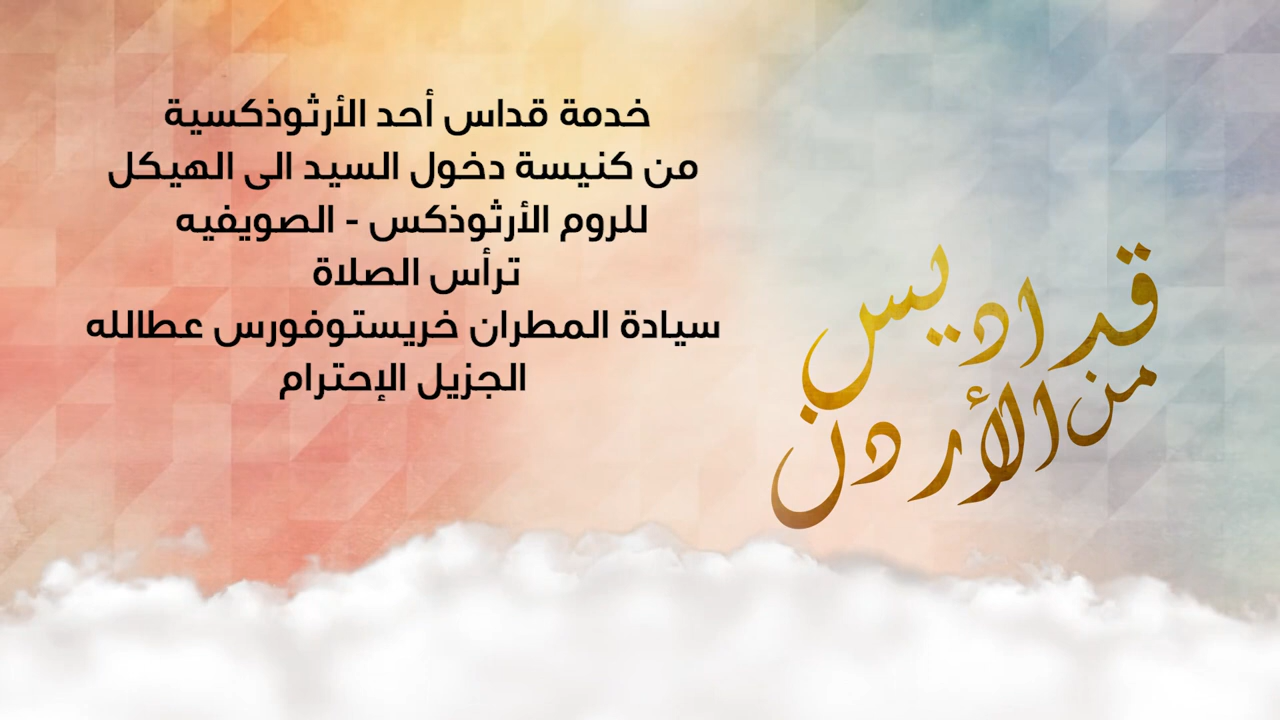 خدمة قداس أحد الأرثوذكسية
من كنيسة دخول السيد الى الهيكل
للروم الأرثوذكس - الصويفيه
ترأس الصلاة
سيادة المطران خريستوفورس عطالله
الجزيل الإحترام
قداديس
من الأردن